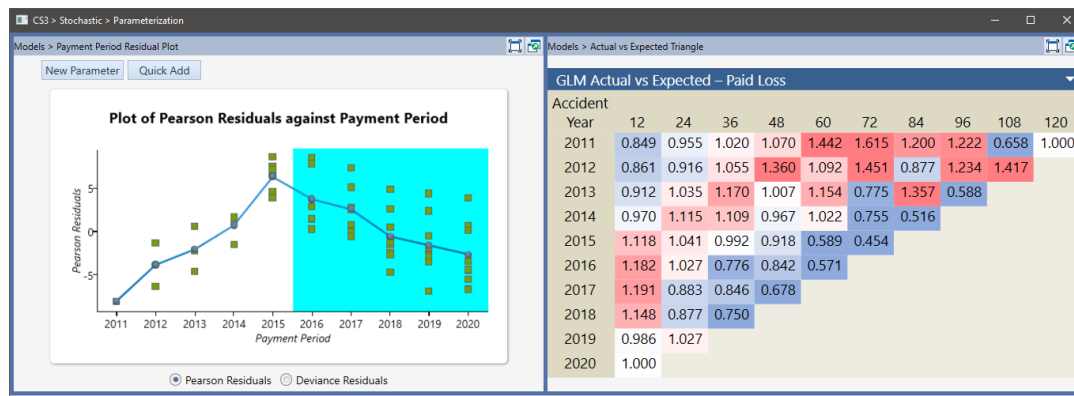 CS3 > Stochastic > Parameterization
Models > Payment Period Residual Plot
New Parameter Quick Add
Plot of Pearson Residuals against Payment Period
Pearson Residuals
5
0
-5
2011 2012 2013 2014 2015 2016 2017 2018 2019 2020
Payment Period
Pearson Residuals Deviance Residuals
Models > Actual vs Expected Triangle
GLM Actual vs Expected – Paid Loss
Accident
Year 12 24 36 48 60 72 84 96 108 120
2011 0.849 0.955 1.020 1.070 1.442 1.615 1.200 1.222 0.658 1.000
2012 0.861 0.916 1.055 1.360 1.092 1.451 0.877 1.234 1.417
2013 0.912 1.035 1.170 1.007 1.154 0.775 1.357 0.588
2014 0.970 1.115 1.109 0.967 1.022 0.755 0.516
2015 1.118 1.041 0.992 0.918 0.589 0.454
2016 1.182 1.027 0.776 0.842 0.571
2017 1.191 0.883 0.846 0.678
2018 1.148 0.877 0.750
2019 0.986 1.027
2020 1.000